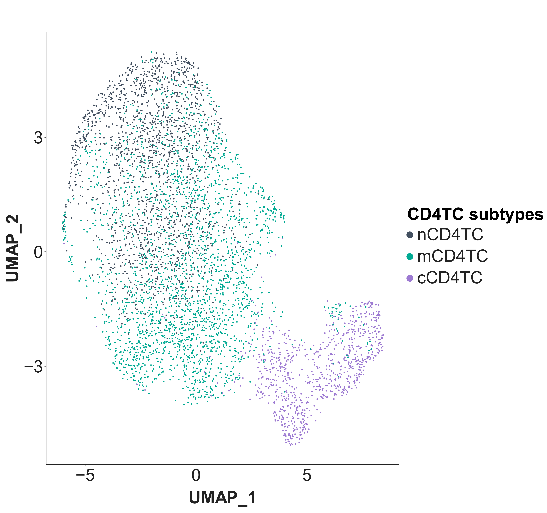 3
0
−3
−5
0
5
UMAP_1
UMAP_2
CD4TC subtypes
nCD4TC
mCD4TC
cCD4TC